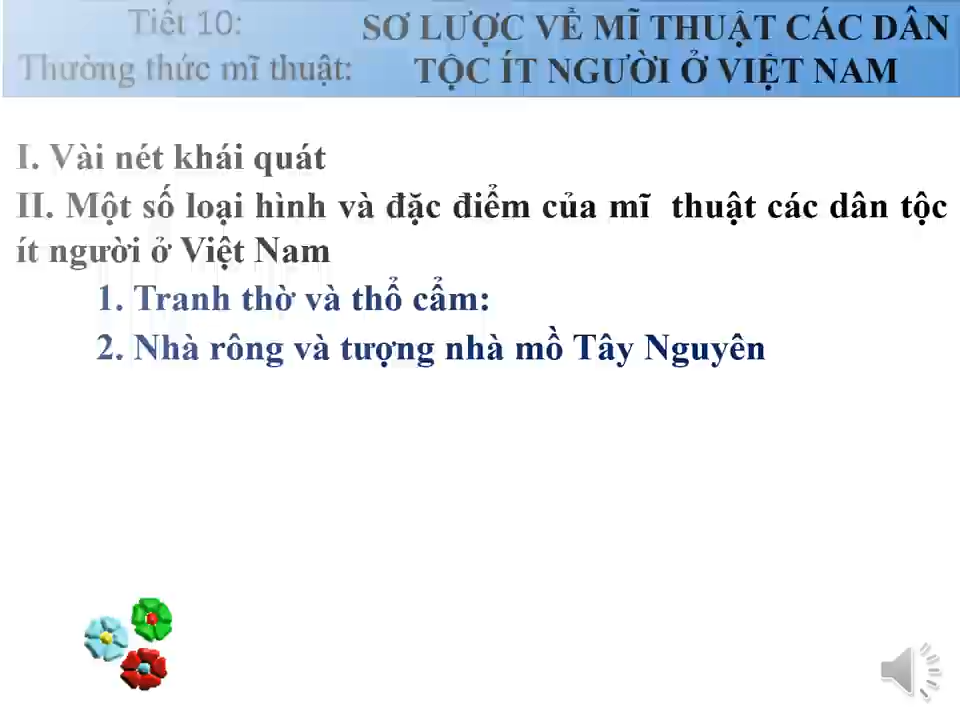 Tiết 10:
Thường thức mĩ thuật:
SƠ LƯỢC VỀ MĨ THUẬT CÁC DÂN
TỘC ÍT NGƯỜI Ở VIỆT NAM
I. Vài nét khái quát
II. Một số loại hình và đặc điểm của mĩ thuật các dân tộc
ít người ở Việt Nam
1. Tranh thờ và thổ cẩm:
2. Nhà rông và tượng nhà mồ Tây Nguyên